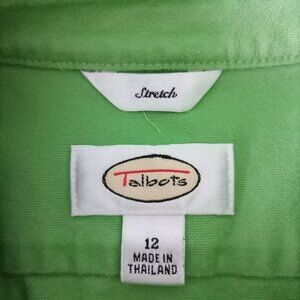 Stretch
Talbots
12
MADE IN
THAILAND